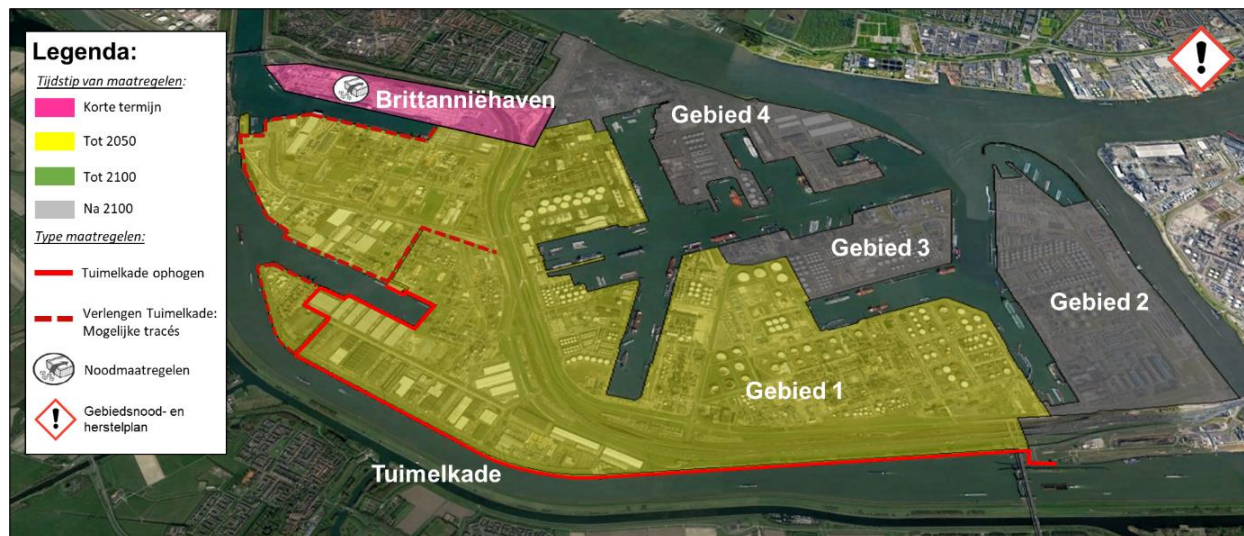 Legenda:
Tijdstip van maatregelen:
Korte termijn
Tot 2050
Tot 2100
Na 2100
Type maatregelen:
Tuimelkade ophogen
Verlengen Tuimelkade:
Mogelijke tracés
Noodmaatregelen
Gebiedsnood- en
herstelplan
Brittanniëhaven
Gebied 4
Gebied 3
Gebied 2
Gebied 1
Tuimelkade